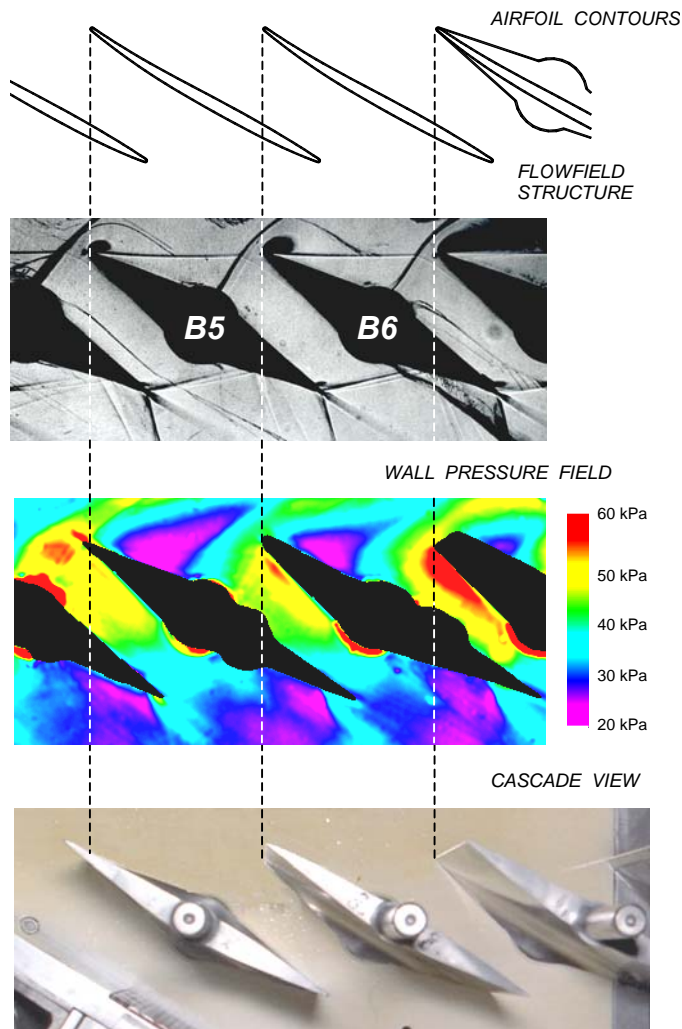 AIRFOIL CONTOURS
FLOWFIELD
STRUCTURE
B5
B6
WALL PRESSURE FIELD
60 kPa
50 kPa
40 kPa
30 kPa
20 kPa
CASCADE VIEW